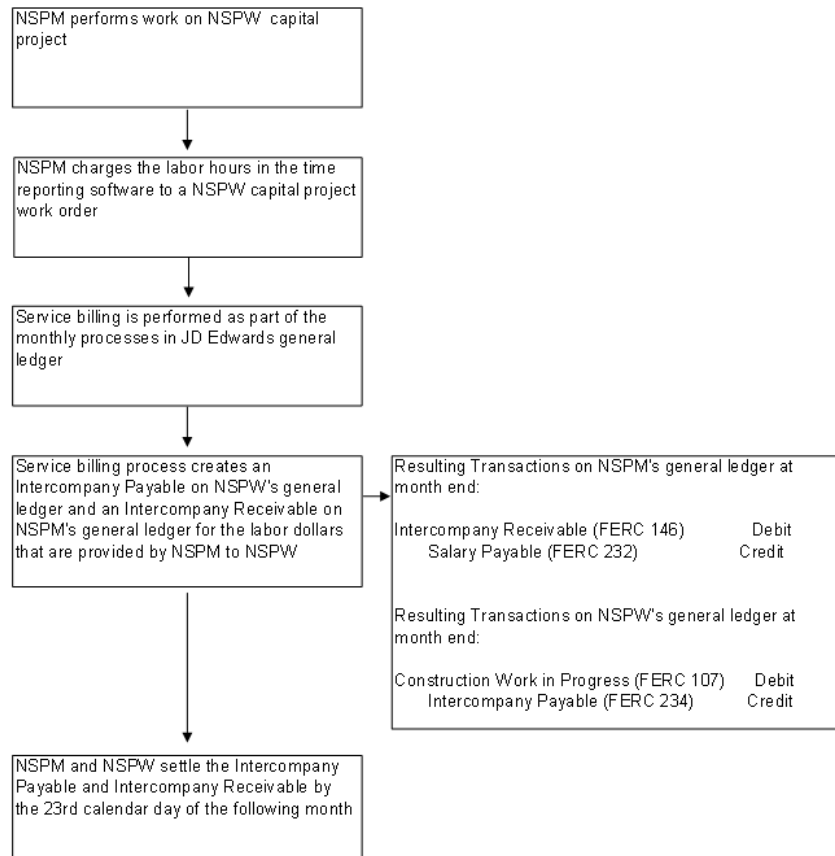 NSPM performs work on NSPW capital
project
NSPM charges the labor hours in the time
reporting software to a NSPW capital project
work order
Service billing is performed as part of the
monthly processes in JD Edwards general
ledger
Service billing process creates an
Intercompany Payable on NSPW's general
ledger and an Intercompany Receivable on
NSPM's general ledger for the labor dollars
that are provided by NSPM to NSPW
Resulting Transactions on NSPM's general ledger at
month end:
Intercompany Receivable (FERC 146) Debit
Salary Payable (FERC 232) Credit
Resulting Transactions on NSPW's general ledger at
month end:
Construction Work in Progress (FERC 107) Debit
Intercompany Payable (FERC 234) Credit
NSPM and NSPW settle the Intercompany
Payable and Intercompany Receivable by
the 23rd calendar day of the following month